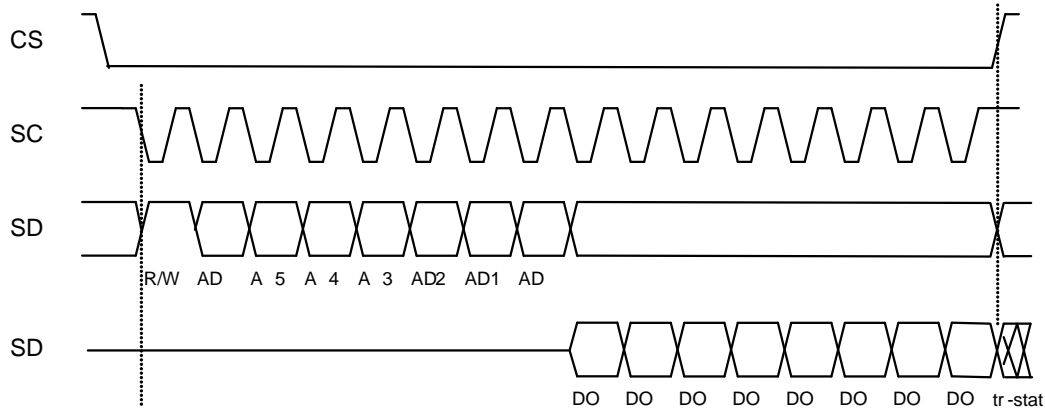 CS
SC
SD
R/W AD A 5 A 4 A 3 AD2 AD1 AD
SD
DO DO DO DO DO DO DO DO tr-stat